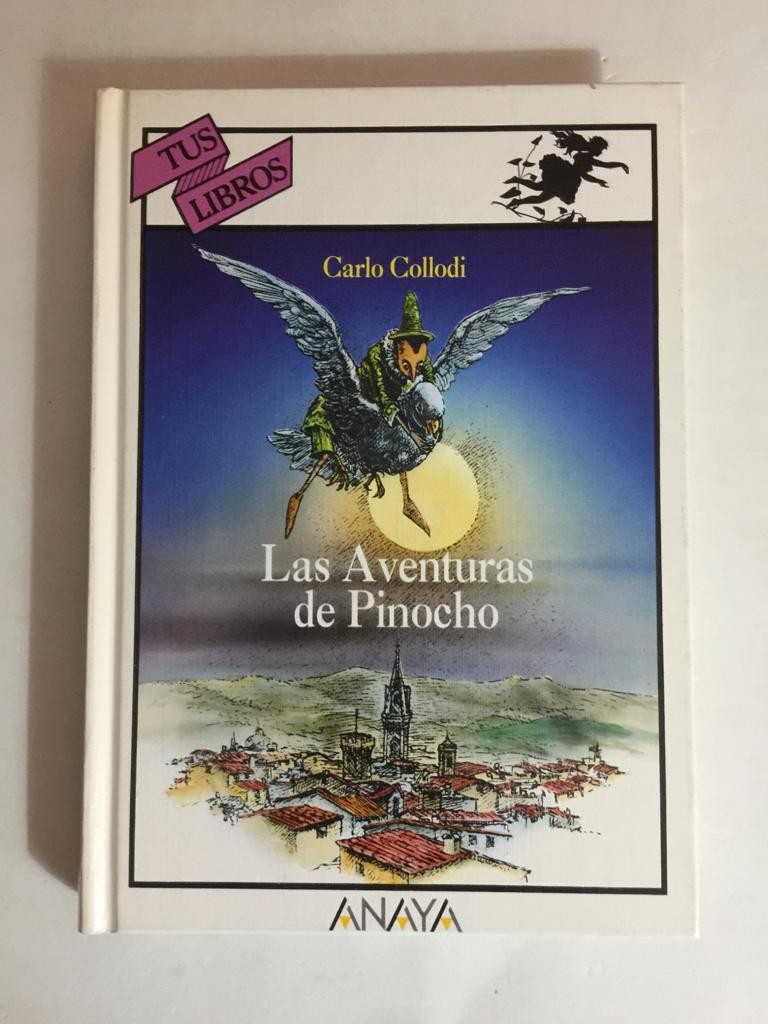 TUS
LIBROS
Carlo Collodi
Las Aventuras
de Pinocho
ANAYA